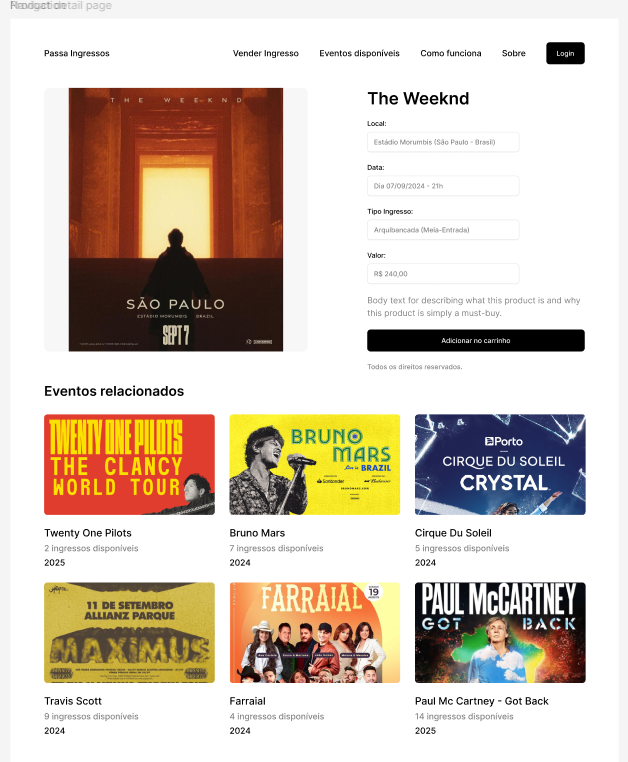 Product detail page
Passa Ingressos
Vender Ingresso
Eventos disponíveis
Como funciona
Sobre
Login
THE WEEKND
SÃO PAULO
ESTÁDIO MORUMBIS BRAZIL
SEPT 7
The Weeknd
Local:
Estádio Morumbis (São Paulo - Brasil)
Data:
Dia 07/09/2024 - 21h
Tipo Ingresso:
Arquibancada (Meia-Entrada)
Valor:
R$ 240,00
Body text for describing what this product is and why
this product is simply a must-buy.
Adicionar no carrinho
Todos os direitos reservados.
Eventos relacionados
TWENTY ONE PILOTS
THE CLANCY
WORLD TOUR
BRUNO
MARS
Live in BRAZIL
Santander
Budweiser
Porto
CIRQUE DU SOLEIL
CRYSTAL
Twenty One Pilots
2 ingressos disponíveis
2025
Bruno Mars
7 ingressos disponíveis
2024
Cirque Du Soleil
5 ingressos disponíveis
2024
11 DE SETEMBRO
ALLIANZ PARQUE
MAXIMUS
FARRAIAL
19
PAUL McCARTNEY
GOT BACK
Travis Scott
9 ingressos disponíveis
2024
Farraial
4 ingressos disponíveis
2024
Paul Mc Cartney - Got Back
14 ingressos disponíveis
2025